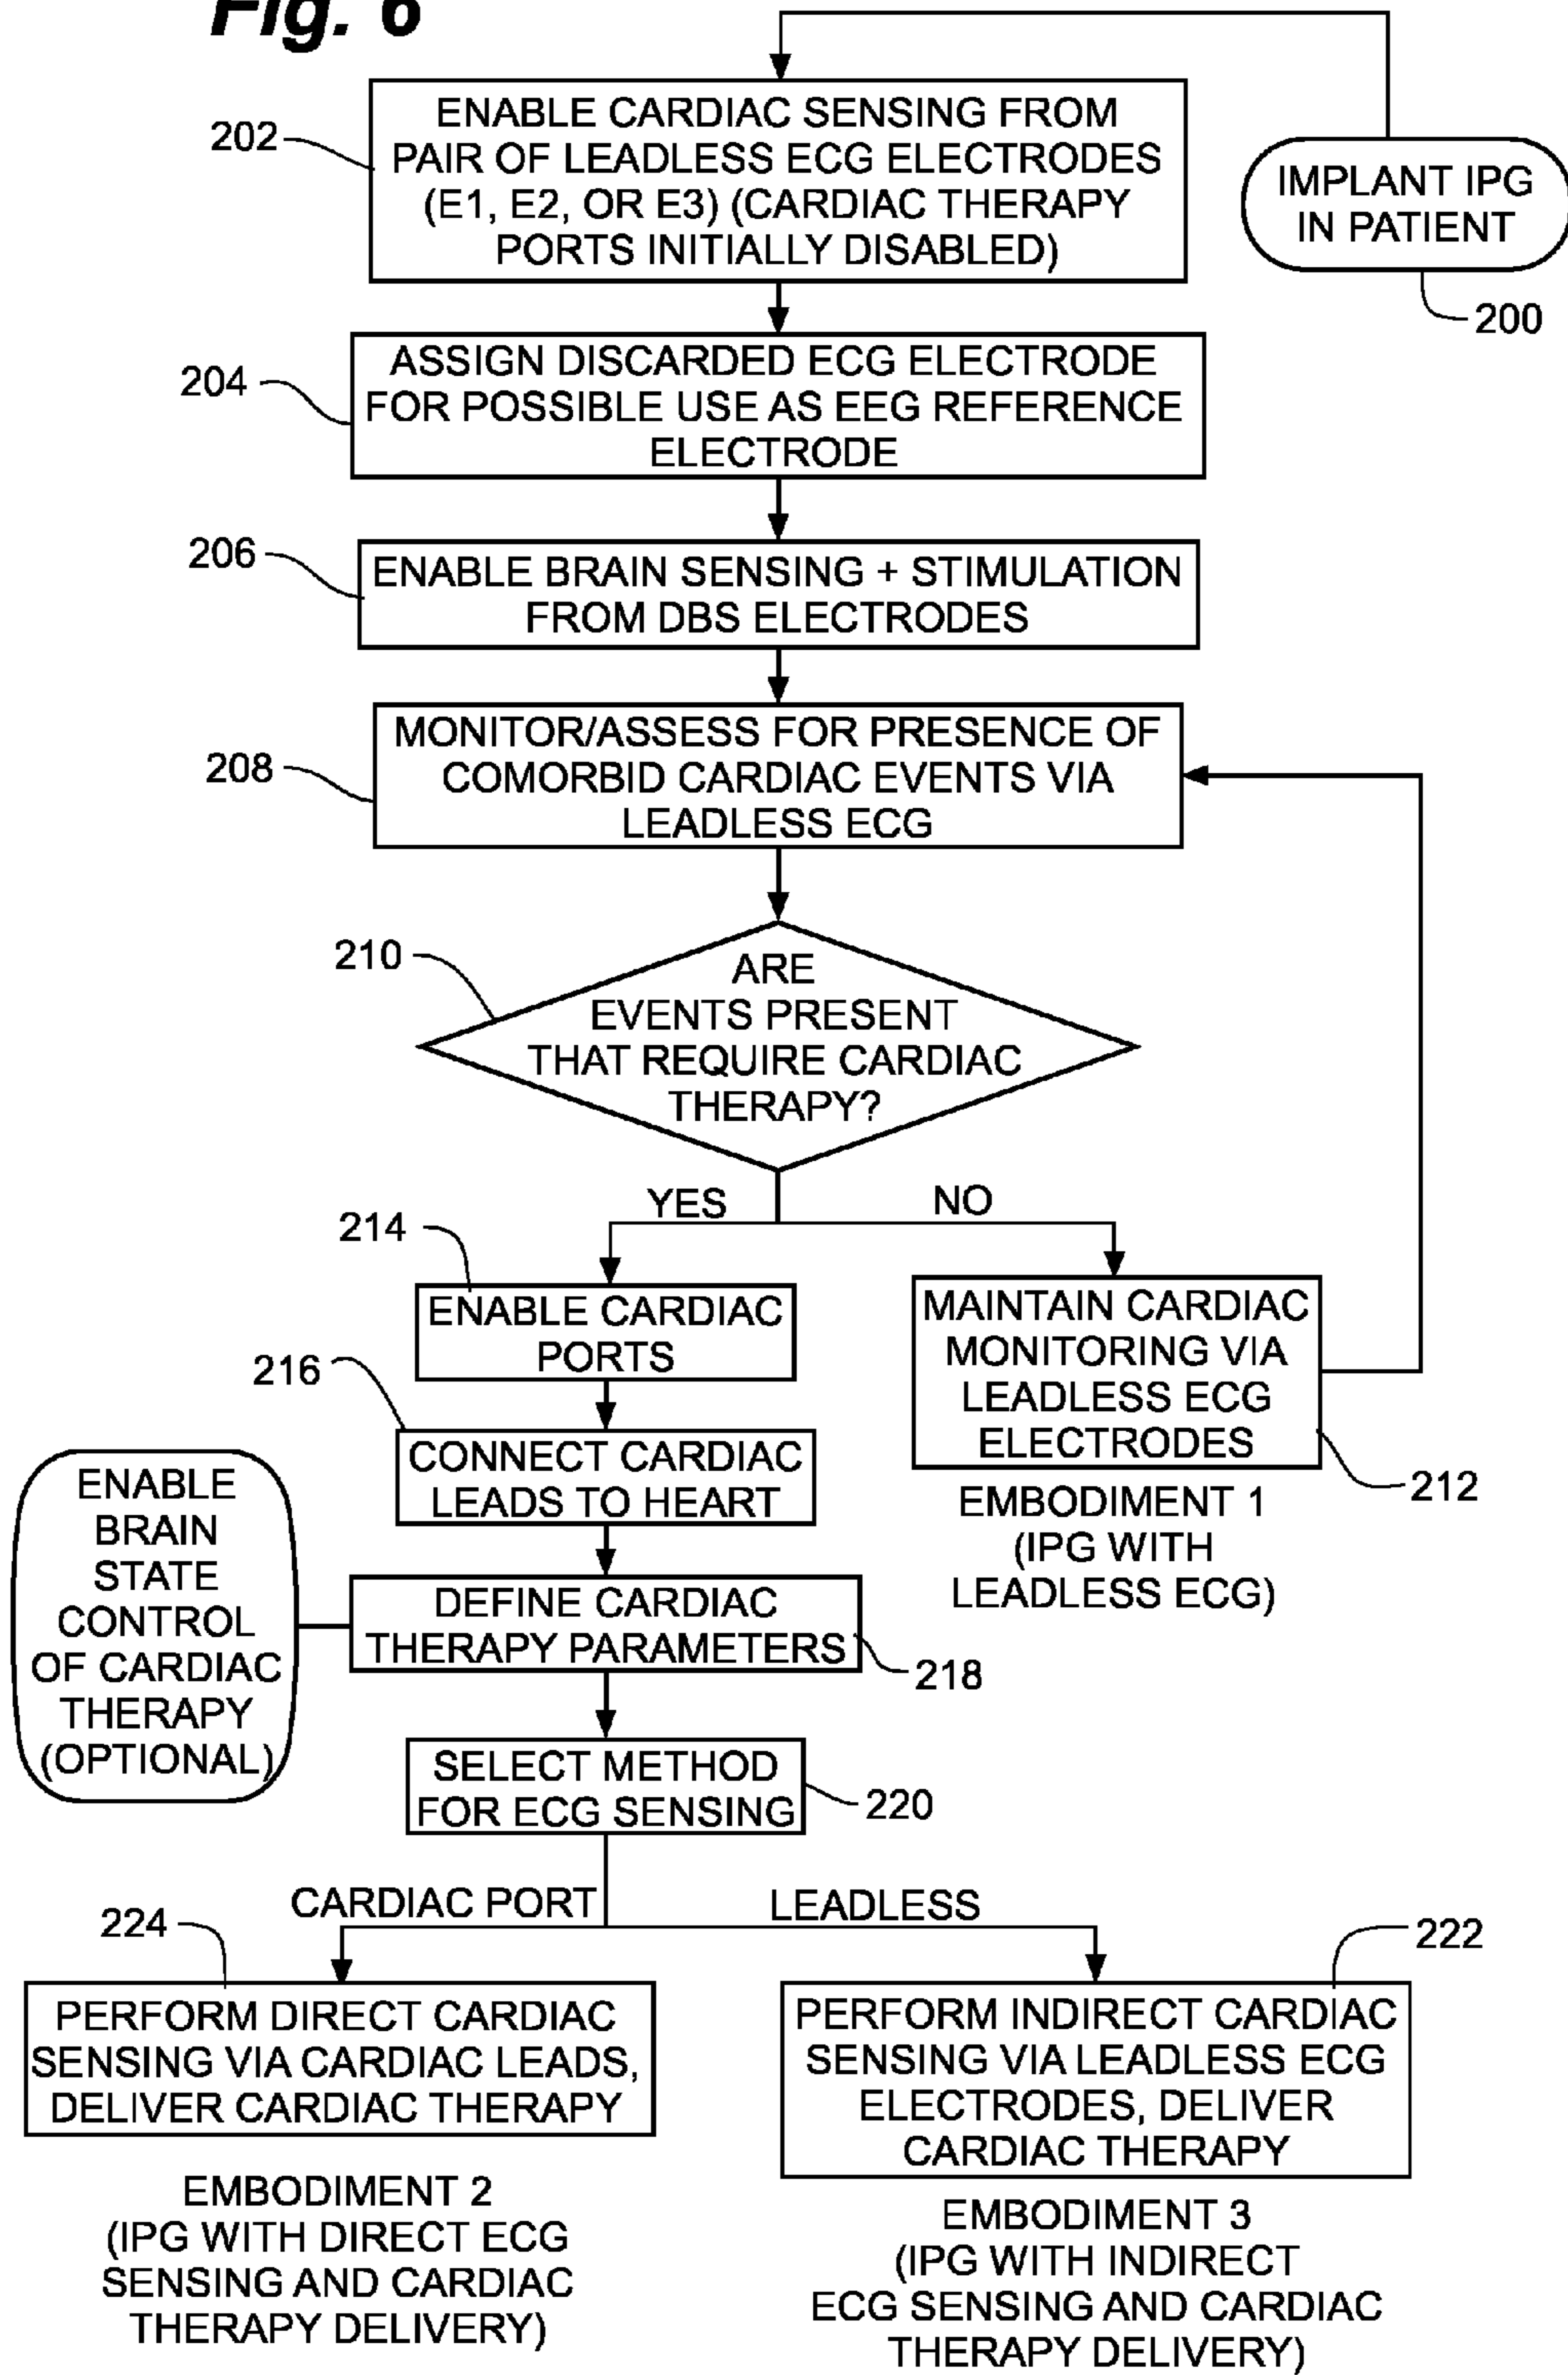 Fig. 6
IMPLANT IPG
IN PATIENT
200
202
ENABLE CARDIAC SENSING FROM
PAIR OF LEADLESS ECG ELECTRODES
(E1, E2, OR E3) (CARDIAC THERAPY
PORTS INITIALLY DISABLED)
204
ASSIGN DISCARDED ECG ELECTRODE
FOR POSSIBLE USE AS EEG REFERENCE
ELECTRODE
206
ENABLE BRAIN SENSING + STIMULATION
FROM DBS ELECTRODES
208
MONITOR/ASSESS FOR PRESENCE OF
COMORBID CARDIAC EVENTS VIA
LEADLESS ECG
210
ARE
EVENTS PRESENT
THAT REQUIRE CARDIAC
THERAPY?
YES
NO
214
ENABLE CARDIAC
PORTS
MAINTAIN CARDIAC
MONITORING VIA
LEADLESS ECG
ELECTRODES
212
EMBODIMENT 1
(IPG WITH
LEADLESS ECG)
216
CONNECT CARDIAC
LEADS TO HEART
ENABLE
BRAIN
STATE
CONTROL
OF CARDIAC
THERAPY
(OPTIONAL)
DEFINE CARDIAC
THERAPY PARAMETERS
218
SELECT METHOD
FOR ECG SENSING
220
CARDIAC PORT
LEADLESS
224
PERFORM DIRECT CARDIAC
SENSING VIA CARDIAC LEADS,
DELIVER CARDIAC THERAPY
EMBODIMENT 2
(IPG WITH DIRECT ECG
SENSING AND CARDIAC
THERAPY DELIVERY)
222
PERFORM INDIRECT CARDIAC
SENSING VIA LEADLESS ECG
ELECTRODES, DELIVER
CARDIAC THERAPY
EMBODIMENT 3
(IPG WITH INDIRECT
ECG SENSING AND CARDIAC
THERAPY DELIVERY)